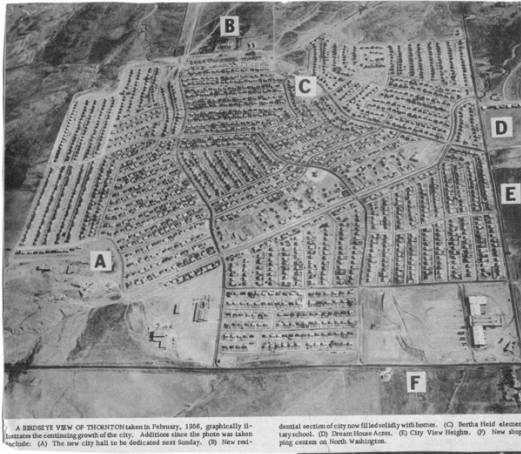 B
C
D
E
A
F
A BIRDSEYE VIEW OF THORNTON taken in February, 1956, graphically il-
lustrates the continuing growth of the city. Additions since the photo was taken
include: (A) The new city hall to be dedicated next Sunday. (B) New resi-
dential section of city now filled solidly with homes. (C) Bertha Heid elemen
tary school. (D) Dream House Acres. (E) City View Heights. (F) New shop
ping centers on North Washington.